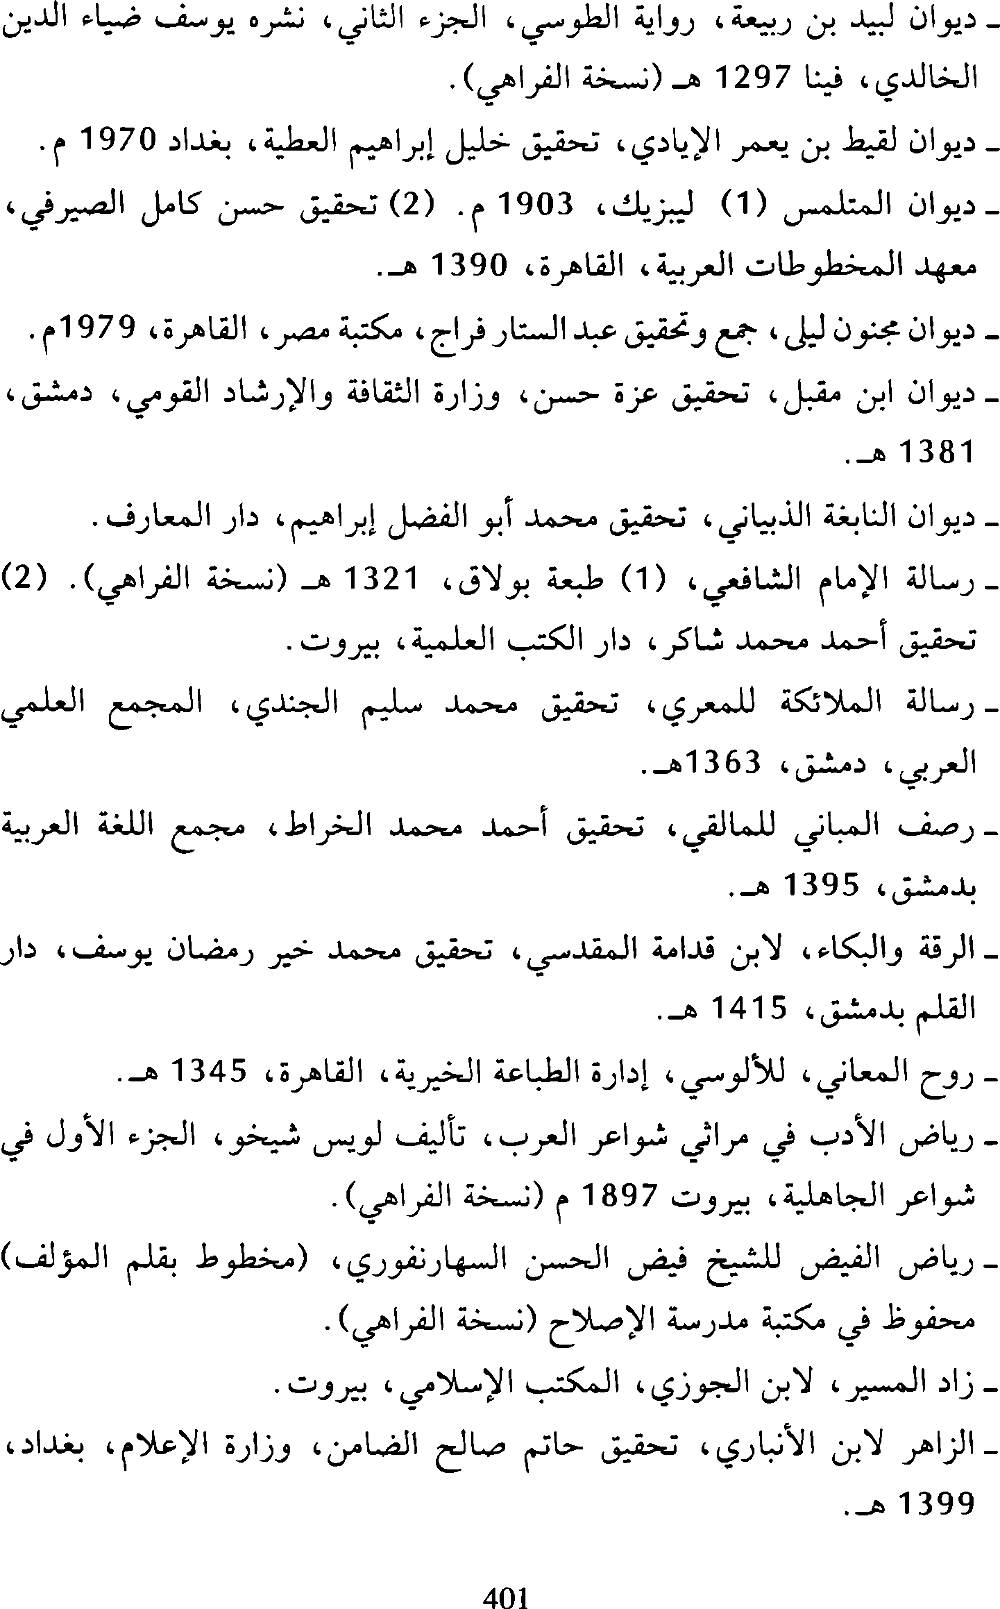 - ديوان لبيد بن ربيعة، رواية الطوسي، الجزء الثاني، نشره يوسف ضياء الدين
الخالدي، فينا 1297 هـ (نسخة الفراهي).
- ديوان لقيط بن يعمر الإيادي، تحقيق خليل إبراهيم العطية، بغداد 1970 م.
- ديوان المتلمس (1) ليبزيك، 1903 م. (2) تحقيق حسن كامل الصيرفي،
معهد المخطوطات العربية، القاهرة، 1390 هـ.
- ديوان مجنون ليلى، جمع وتحقيق عبد الستار فراج، مكتبة مصر، القاهرة، 1979م.
- ديوان ابن مقبل، تحقيق عزة حسن، وزارة الثقافة والإرشاد القومي، دمشق،
1381 هـ.
- ديوان النابغة الذبياني، تحقيق محمد أبو الفضل إبراهيم، دار المعارف.
- رسالة الإمام الشافعي، (1) طبعة بولاق، 1321 هـ (نسخة الفراهي). (2)
تحقيق أحمد محمد شاكر، دار الكتب العلمية، بيروت.
- رسالة الملائكة للمعري، تحقيق محمد سليم الجندي، المجمع العلمي
العربي، دمشق، 1363هـ.
- رصف المباني للمالقي، تحقيق أحمد محمد الخراط، مجمع اللغة العربية
بدمشق، 1395 هـ.
- الرقة والبكاء، لابن قدامة المقدسي، تحقيق محمد خير رمضان يوسف، دار
القلم بدمشق، 1415 هـ.
- روح المعاني، للألوسي، إدارة الطباعة الخيرية، القاهرة، 1345 هـ.
- رياض الأدب في مراثي شواعر العرب، تأليف لويس شيخو، الجزء الأول في
شواعر الجاهلية، بيروت 1897 م (نسخة الفراهي).
- رياض الفيض للشيخ فيض الحسن السهارنفوري، (مخطوط بقلم المؤلف)
محفوظ في مكتبة مدرسة الإصلاح (نسخة الفراهي).
- زاد المسير، لابن الجوزي، المكتب الإسلامي، بيروت.
- الزاهر لابن الأنباري، تحقيق حاتم صالح الضامن، وزارة الإعلام، بغداد،
1399 هـ.
401